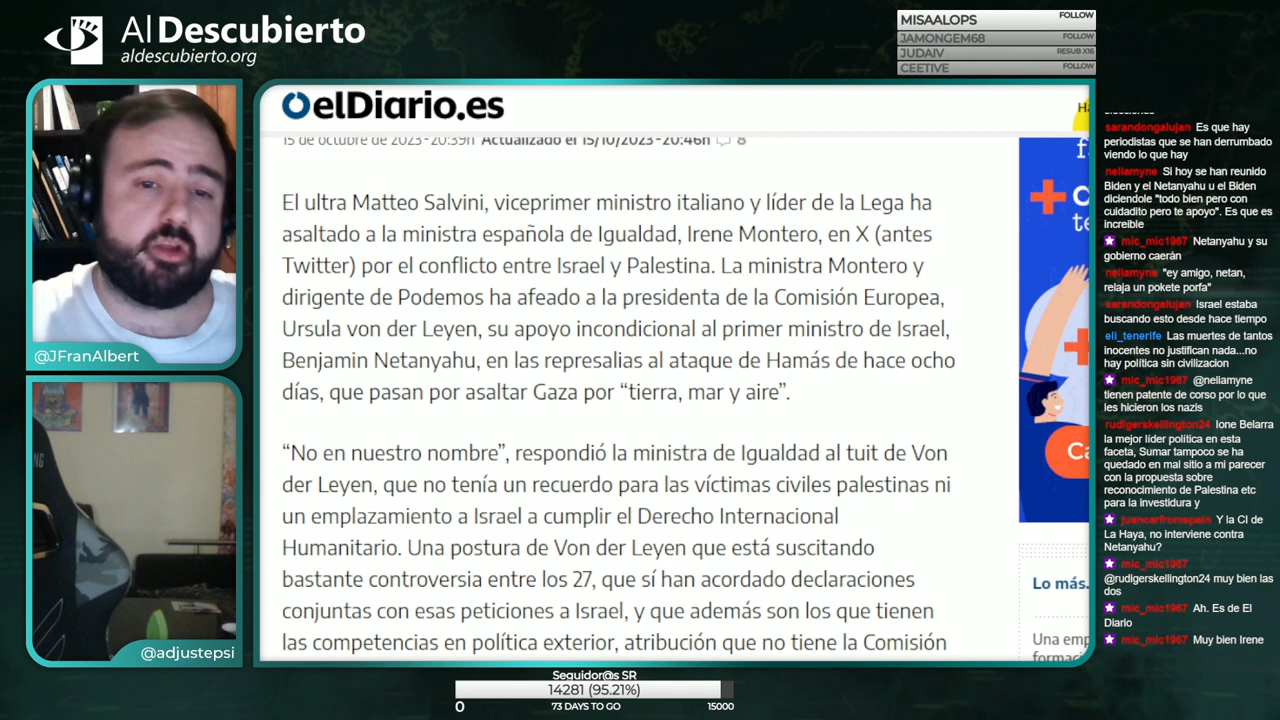 Al Descubierto
aldescubierto.org
MISAALOPS FOLLOW
JAMONGEM68 FOLLOW
JUDAIV RESUB X16
CEETIVE FOLLOW
@JFranAlbert
@adjustepsi
elDiario.es
15 de octubre de 2023 - 20:39h Actualizado el 15/10/2023 - 20:46h 8
El ultra Matteo Salvini, viceprimer ministro italiano y líder de la Lega ha
asaltado a la ministra española de Igualdad, Irene Montero, en X (antes
Twitter) por el conflicto entre Israel y Palestina. La ministra Montero y
dirigente de Podemos ha afeado a la presidenta de la Comisión Europea,
Ursula von der Leyen, su apoyo incondicional al primer ministro de Israel,
Benjamin Netanyahu, en las represalias al ataque de Hamás de hace ocho
días, que pasan por asaltar Gaza por “tierra, mar y aire”.
“No en nuestro nombre”, respondió la ministra de Igualdad al tuit de Von
der Leyen, que no tenía un recuerdo para las víctimas civiles palestinas ni
un emplazamiento a Israel a cumplir el Derecho Internacional
Humanitario. Una postura de Von der Leyen que está suscitando
bastante controversia entre los 27, que sí han acordado declaraciones
conjuntas con esas peticiones a Israel, y que además son los que tienen
las competencias en política exterior, atribución que no tiene la Comisión
Lo más.
Una emp
formaci
sarandongalujan Es que hay
periodistas que se han derrumbado
viendo lo que hay
neliamyne Si hoy se han reunido
Biden y el Netanyahu u el Biden
diciendole "todo bien pero con
cuidadito pero te apoyo". Es que es
increible
mic_mic1967 Netanyahu y su
gobierno caerán
neliamyne "ey amigo, netan,
relaja un pokete porfa"
sarandongalujan Israel estaba
buscando esto desde hace tiempo
eli_tenerife Las muertes de tantos
inocentes no justifican nada...no
hay política sin civilizacion
mic_mic1967 @neliamyne
tienen patente de corso por lo que
les hicieron los nazis
rudigerskellington24 Ione Belarra
la mejor líder política en esta
faceta, Sumar tampoco se ha
quedado en mal sitio a mi parecer
con la propuesta sobre
reconocimiento de Palestina etc
para la investidura y
juancarfromspain Y la CI de
La Haya, no interviene contra
Netanyahu?
mic_mic1967
@rudigerskellington24 muy bien las
dos
mic_mic1967 Ah. Es de El
Diario
mic_mic1967 Muy bien Irene
Seguidor@s SR
14281 (95.21%)
0 73 DAYS TO GO 15000